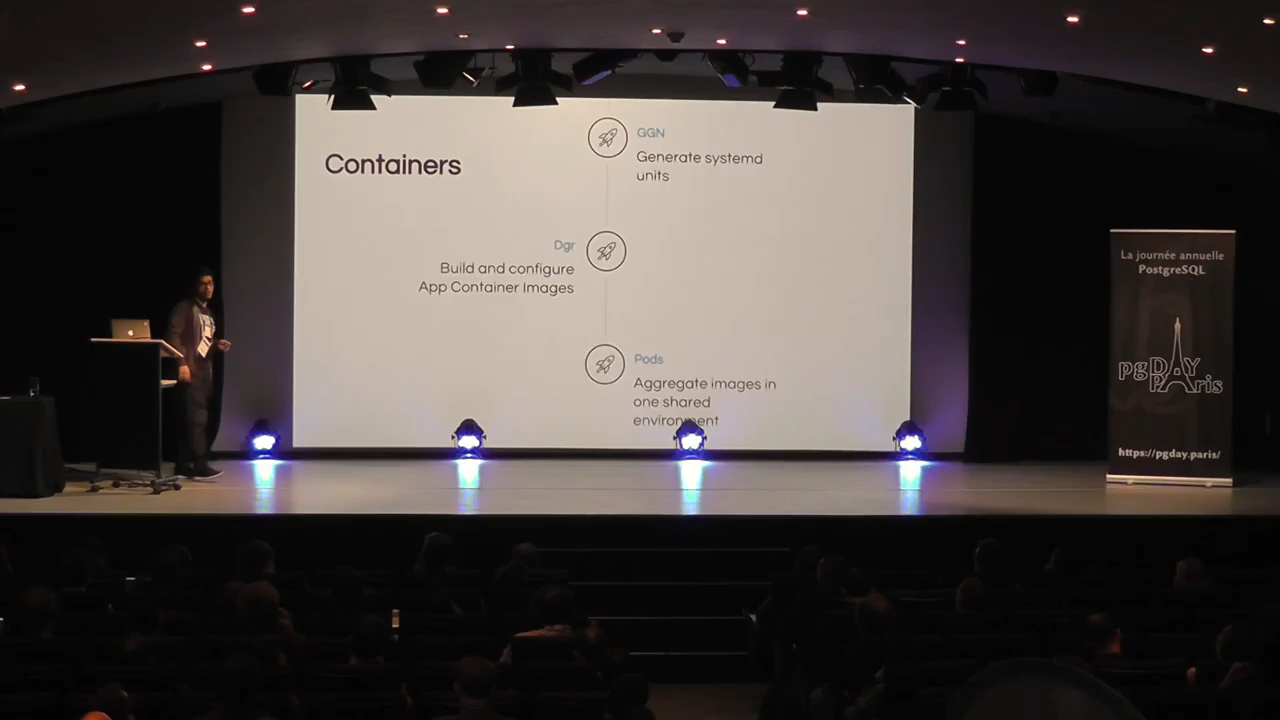 Containers
GGN
Generate systemd
units
Dgr
Build and configure
App Container Images
Pods
Aggregate images in
one shared
environment
La journée annuelle
PostgreSQL
pgDAY
PAris
https://pgday.paris/